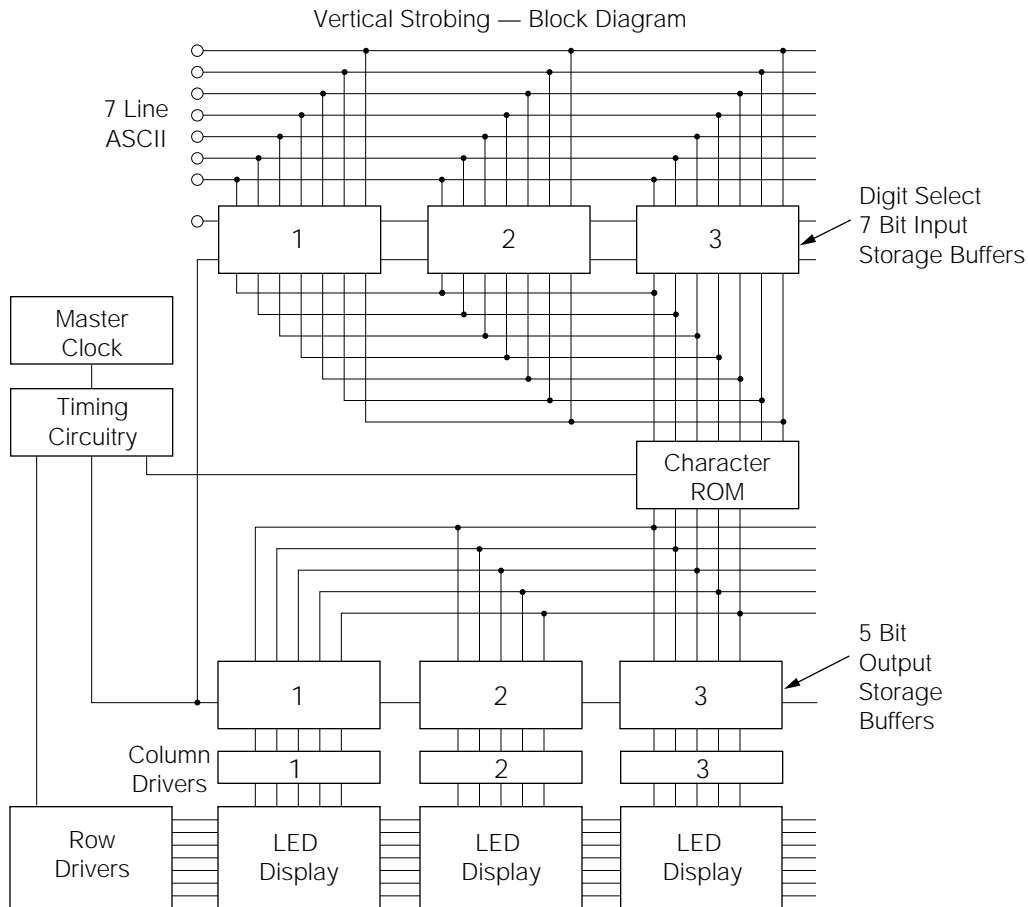 Vertical Strobing — Block Diagram
7 Line
ASCII
1
2
3
Digit Select
7 Bit Input
Storage Buffers
Master
Clock
Timing
Circuitry
Character
ROM
1
2
3
5 Bit
Output
Storage
Buffers
Column
Drivers
1
2
3
Row
Drivers
LED
Display
LED
Display
LED
Display